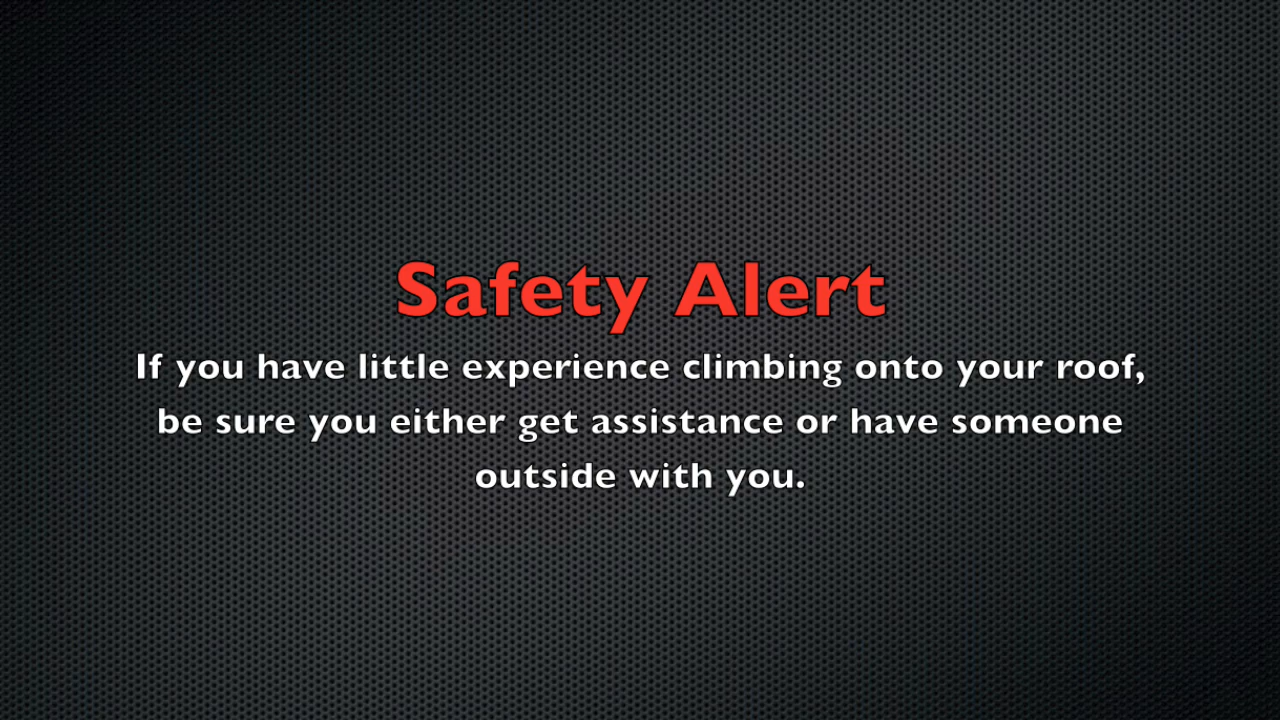 Safety Alert
If you have little experience climbing onto your roof,
be sure you either get assistance or have someone
outside with you.